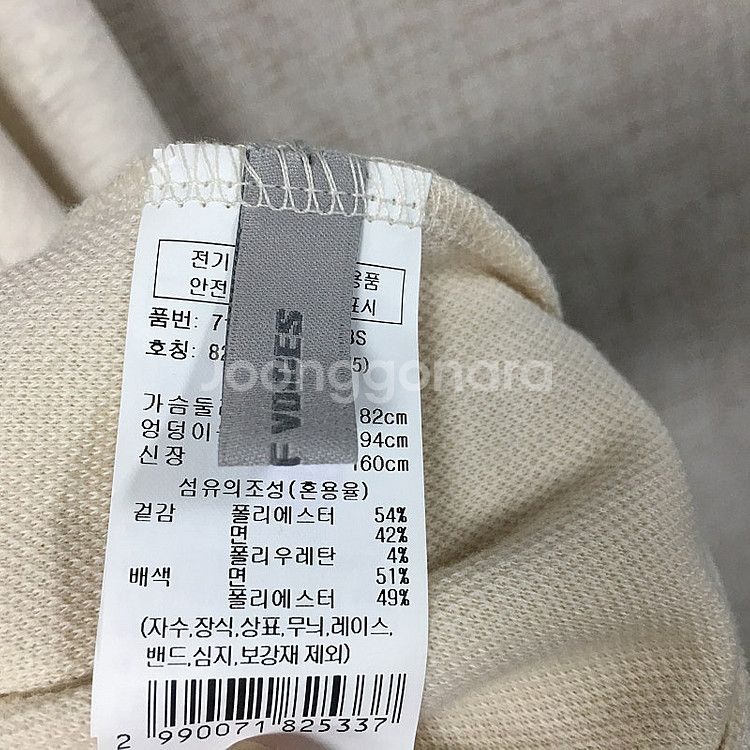 전기 용품
안전 표시
품번: 7
호칭: 82
가슴둘 82cm
엉덩이 94cm
신장 160cm
F VOGES
Joonggonara
섬유의조성(혼용율)
겉감 폴리에스터 54%
면 42%
폴리우레탄 4%
배색 면 51%
폴리에스터 49%
(자수,장식,상표,무늬,레이스,
밴드,심지,보강재 제외)
2 990071 825337